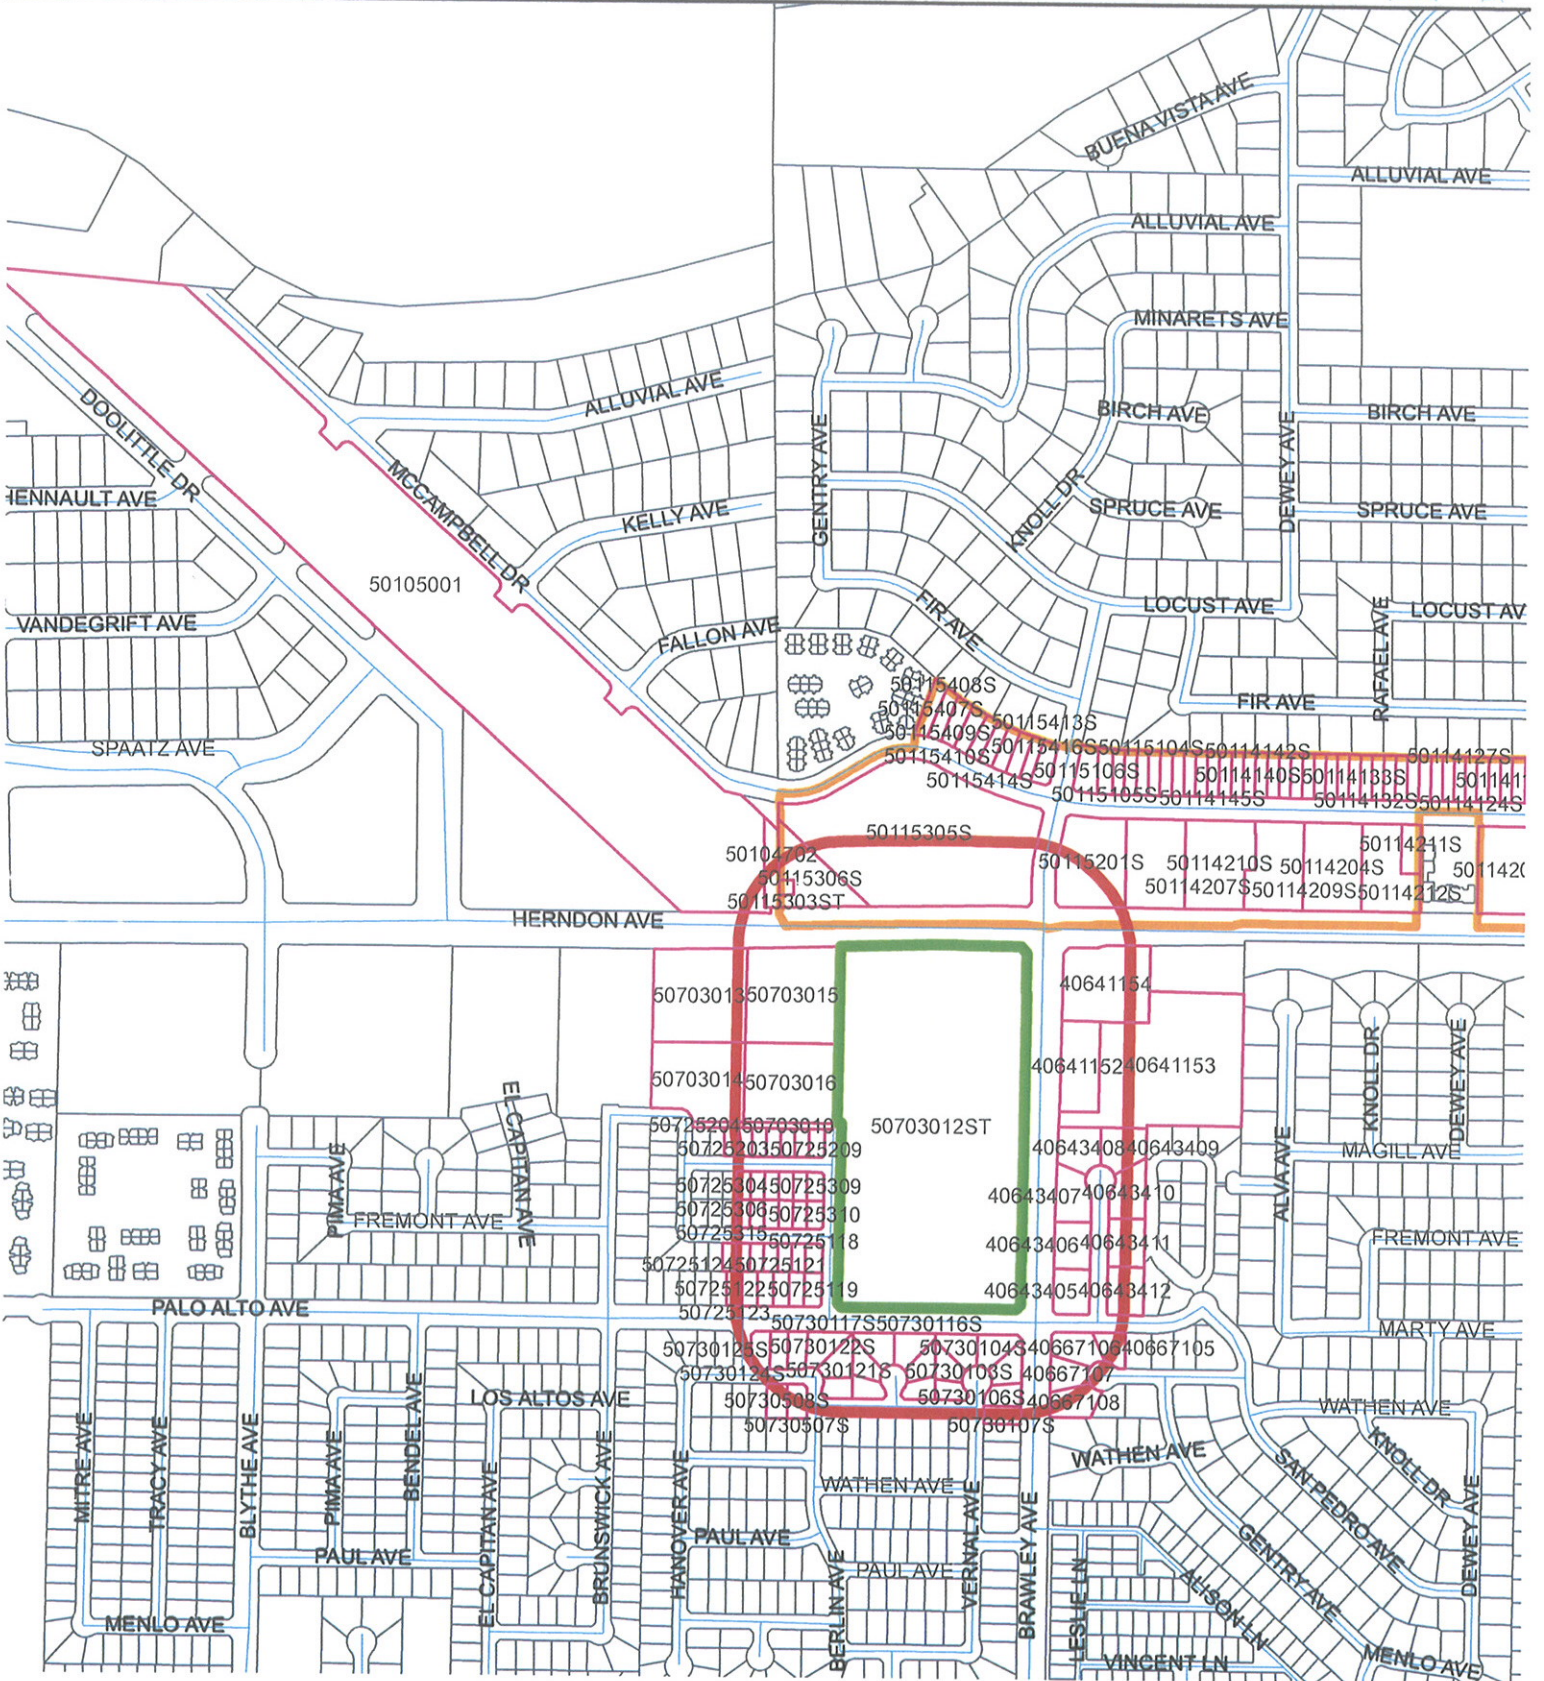 BUENA VISTA AVE
ALLUVIAL AVE
ALLUVIAL AVE
MINARETS AVE
ALLUVIAL AVE
DOOLITTLE DR
BIRCH AVE
BIRCH AVE
GENTRY AVE
DEWEY AVE
HENNAULT AVE
MCCAMPBELL DR
KELLY AVE
KNOLL DR
SPRUCE AVE
SPRUCE AVE
50105001
VANDEGRIFT AVE
FALLON AVE
FIR AVE
LOCUST AVE
LOCUST AV
RAFAEL AVE
50115408S
50115407S
FIR AVE
50115413S
50115409S
SPAATZ AVE
50115416S
50115104S
50114142S
50114127S
50115410S
50115106S
50114140S
50114133S
5011411
50115414S
50115105S
50114145S
50114132S
50114124S
50115305S
50114211S
50104702
50115201S
50114210S
50114204S
5011420
50115306S
50114207S
50114209S
50114212S
50115303ST
HERNDON AVE
50703013
50703015
40641154
50703014
50703016
40641152
40641153
KNOLL DR
DEWEY AVE
50725204
50703010
50703012ST
EL CAPITAN AVE
50725203
50725209
40643408
40643409
PIMA AVE
ALVA AVE
MAGILL AVE
50725304
50725309
40643407
40643410
50725306
50725310
FREMONT AVE
50725315
50725118
40643406
40643411
FREMONT AVE
50725124
50725121
50725122
50725119
40643405
40643412
PALO ALTO AVE
50725123
50730117S
50730116S
MARTY AVE
50730125S
50730122S
50730104S
40667106
40667105
50730124S
50730121S
50730103S
40667107
LOS ALTOS AVE
50730508S
50730106S
40667108
WATHEN AVE
50730507S
50730107S
MITRE AVE
TRACY AVE
BLYTHE AVE
PIMA AVE
BENDEL AVE
EL CAPITAN AVE
BRUNSWICK AVE
HANOVER AVE
WATHEN AVE
WATHEN AVE
SAN PEDRO AVE
KNOLL DR
DEWEY AVE
PAUL AVE
PAUL AVE
PAUL AVE
BERLIN AVE
VERNAL AVE
BRAWLEY AVE
LESLIE LN
ALISON LN
GENTRY AVE
MENLO AVE
VINCENT LN
MENLO AVE